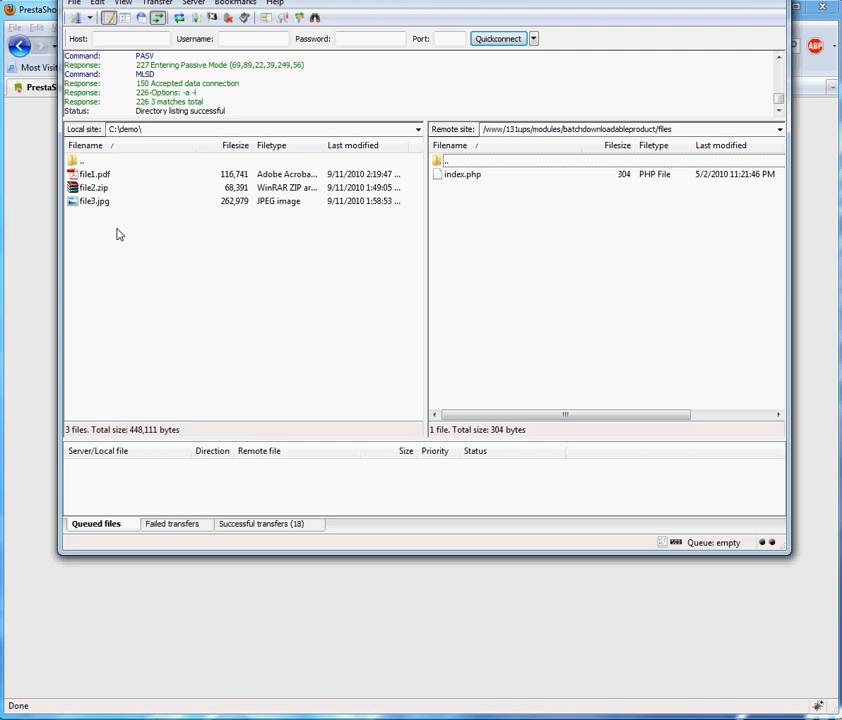 PrestaSho
File Edit View Transfer Server Bookmarks Help
File Edit
Host: Username: Password: Port: Quickconnect
Command: PASV
Response: 227 Entering Passive Mode (69,89,22,39,249,56)
Command: MLSD
Response: 150 Accepted data connection
Response: 226-Options: -a -l
Response: 226 3 matches total
Status: Directory listing successful
ABP
Most Visit
PrestaS
Local site: C:\demo\
Filename / Filesize Filetype Last modified
..
file1.pdf 116,741 Adobe Acroba... 9/11/2010 2:19:47 ...
file2.zip 68,391 WinRAR ZIP ar... 9/11/2010 1:49:05 ...
file3.jpg 262,979 JPEG image 9/11/2010 1:58:53 ...
3 files. Total size: 448,111 bytes
Remote site: /www/131ups/modules/batchdownloadableproduct/files
Filename / Filesize Filetype Last modified
..
index.php 304 PHP File 5/2/2010 11:21:46 PM
1 file. Total size: 304 bytes
Server/Local file Direction Remote file Size Priority Status
Queued files Failed transfers Successful transfers (18)
Queue: empty
Done